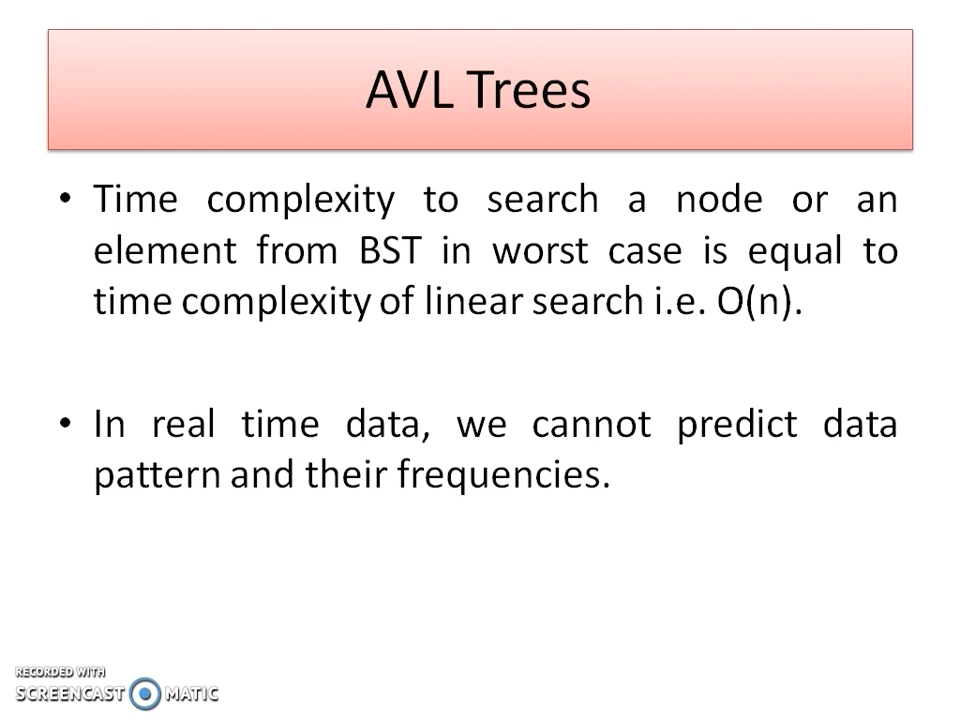 AVL Trees
• Time complexity to search a node or an
element from BST in worst case is equal to
time complexity of linear search i.e. O(n).
• In real time data, we cannot predict data
pattern and their frequencies.
RECORDED WITH
SCREENCAST MATIC